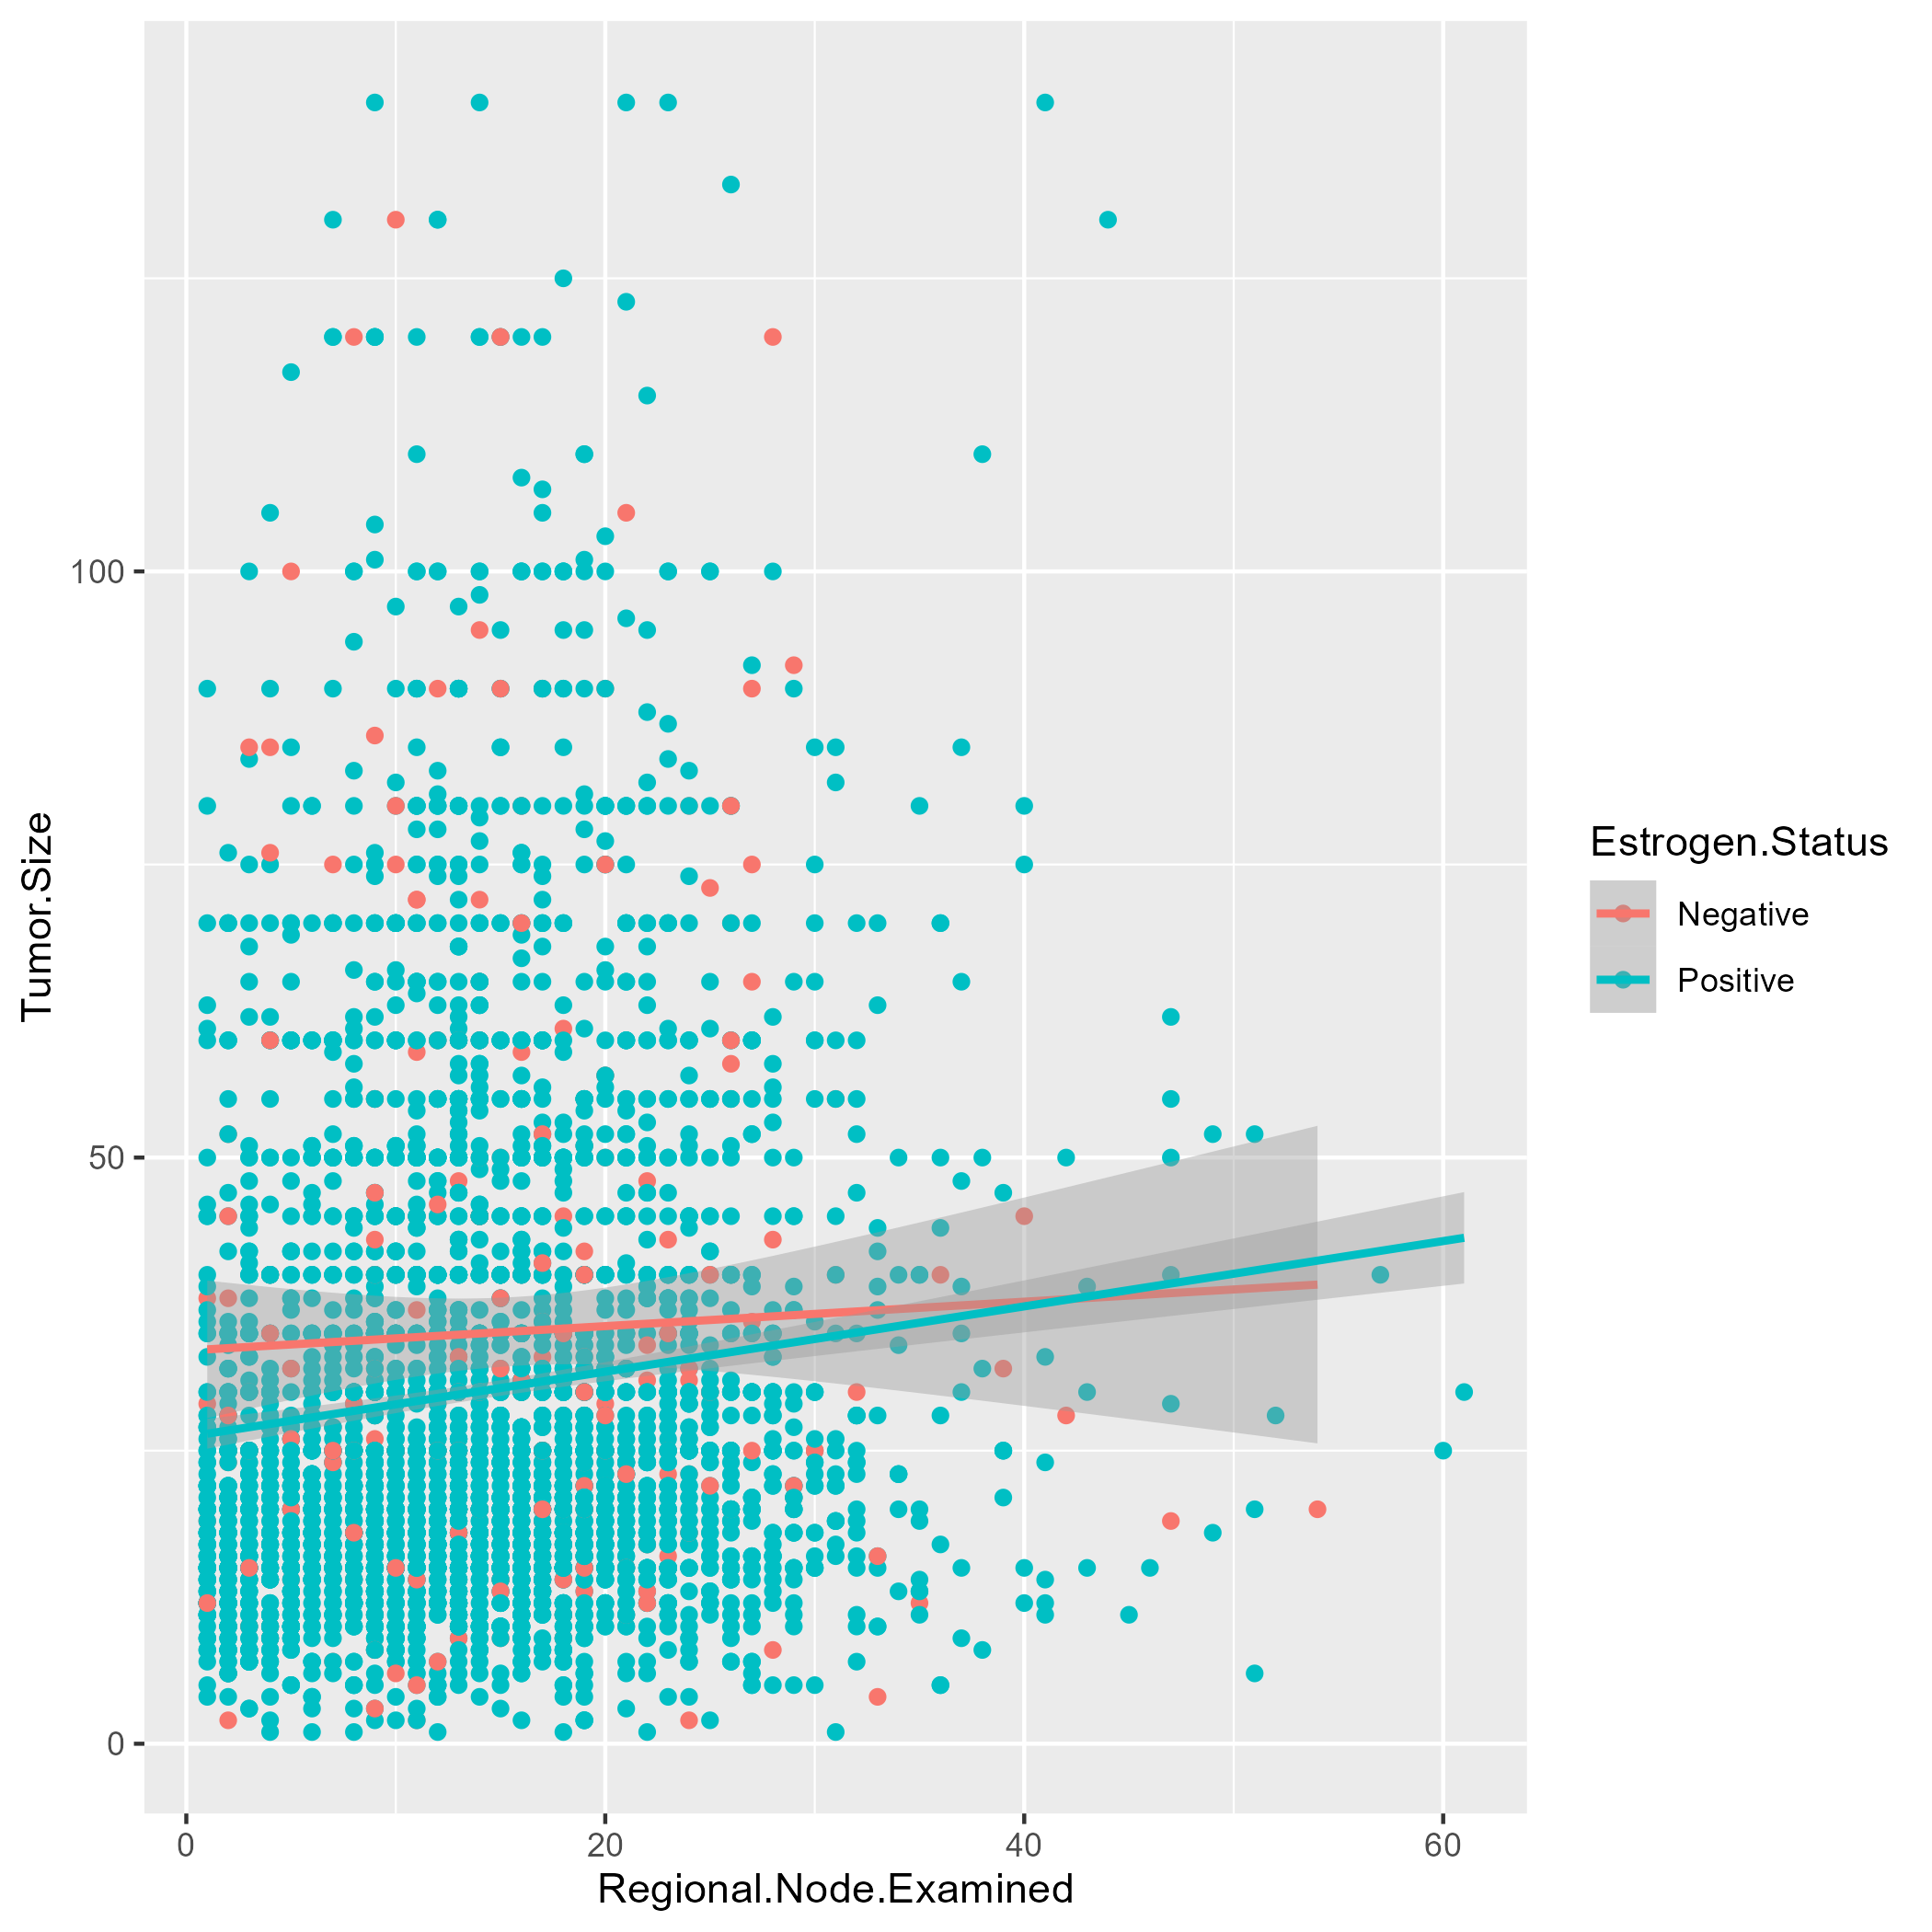 Tumor.Size
100
50
0
0 20 40 60
Regional.Node.Examined
Estrogen.Status
Negative
Positive